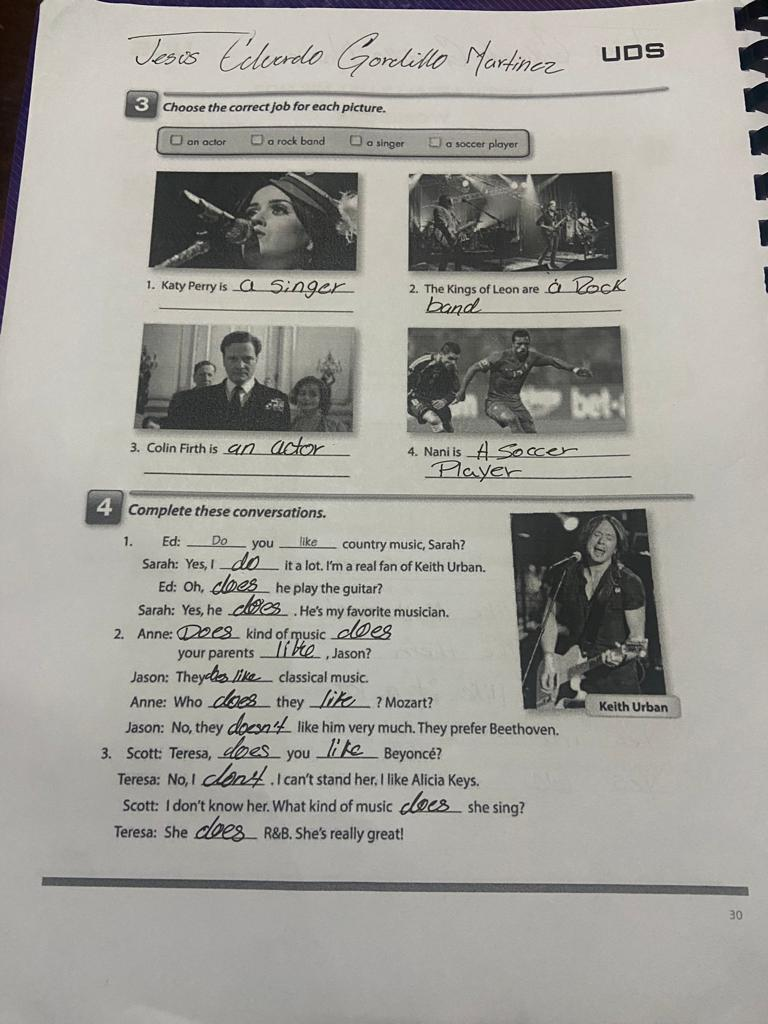 Jesús Eduardo Gordillo Martinez UDS
3 Choose the correct job for each picture.
an actor a rock band a singer a soccer player
1. Katy Perry is a singer
2. The Kings of Leon are a Rock
band
3. Colin Firth is an actor
4. Nani is A Soccer
Player
bet-
4 Complete these conversations.
1. Ed: Do you like country music, Sarah?
Sarah: Yes, I do it a lot. I'm a real fan of Keith Urban.
Ed: Oh, does he play the guitar?
Sarah: Yes, he does. He's my favorite musician.
2. Anne: Does kind of music does
your parents like, Jason?
Jason: They like classical music.
Anne: Who does they like? Mozart?
Jason: No, they doesn't like him very much. They prefer Beethoven.
3. Scott: Teresa, does you like Beyoncé?
Teresa: No, I don't. I can't stand her. I like Alicia Keys.
Scott: I don't know her. What kind of music does she sing?
Teresa: She does R&B. She's really great!
Keith Urban
30